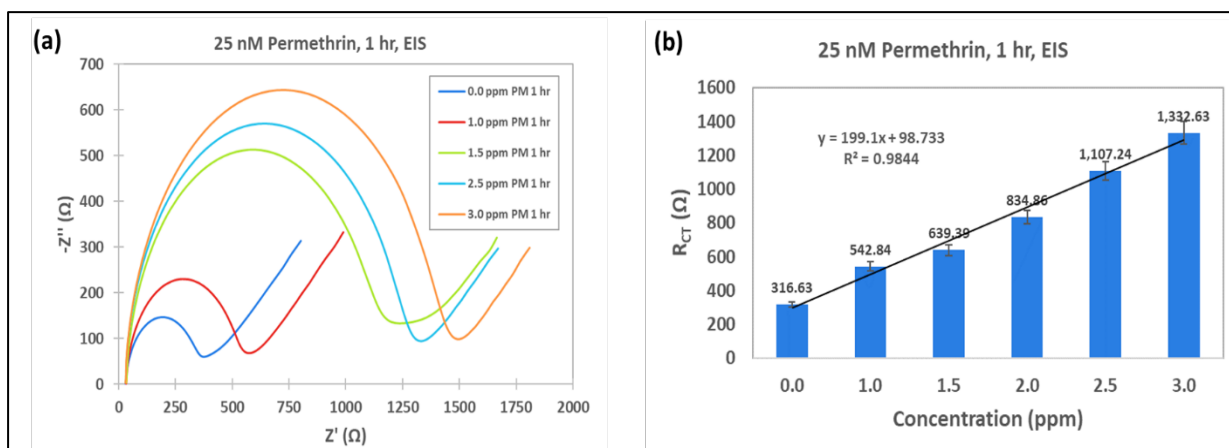 (a)
25 nM Permethrin, 1 hr, EIS
700
600
500
400
300
200
100
0
-Z'' (Ω)
0.0 ppm PM 1 hr
1.0 ppm PM 1 hr
1.5 ppm PM 1 hr
2.5 ppm PM 1 hr
3.0 ppm PM 1 hr
0 250 500 750 1000 1250 1500 1750 2000
Z' (Ω)
(b)
25 nM Permethrin, 1 hr, EIS
1600
1400
1200
1000
800
600
400
200
0
R_CT (Ω)
y = 199.1x + 98.733
R² = 0.9844
316.63
542.84
639.39
834.86
1,107.24
1,332.63
0.0 1.0 1.5 2.0 2.5 3.0
Concentration (ppm)